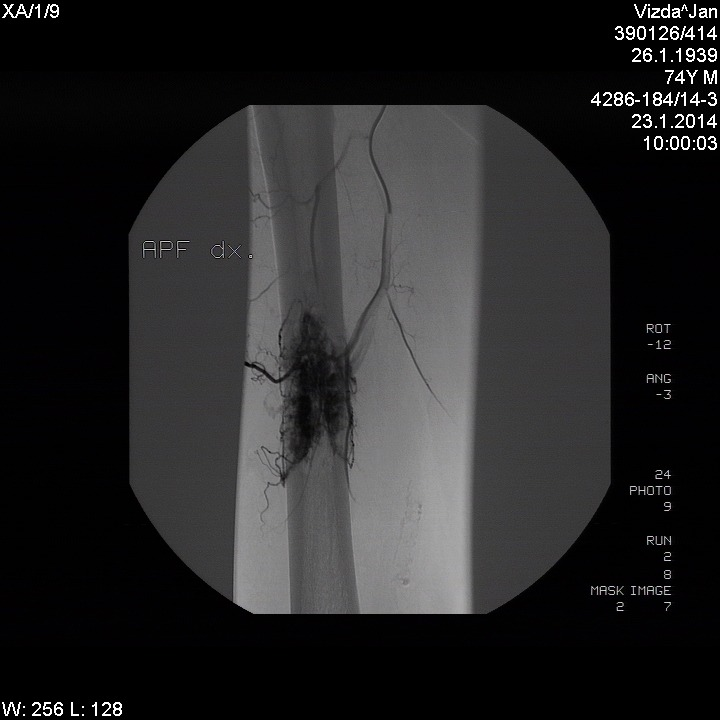 XA/1/9
Vizda^Jan
390126/414
26.1.1939
74Y M
4286-184/14-3
23.1.2014
10:00:03
APF dx.
ROT
-12
ANG
-3
24
PHOTO
9
RUN
2
8
MASK IMAGE
2 7
W: 256 L: 128